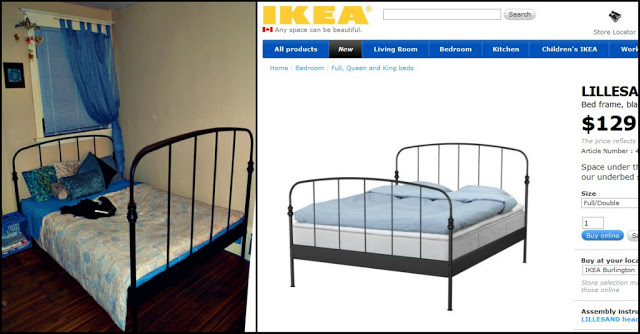 IKEA®
Search
Any space can be beautiful.
Store Locator
All products
New
Living Room
Bedroom
Kitchen
Children's IKEA
Home / Bedroom / Full, Queen and King beds
LILLESAN
Bed frame, bla
$129
The price reflects
Article Number :
Space under th
our underbed
Size
Full/Double
1
Buy online
Buy at your loca
IKEA Burlington
Store selection ma
those online
Assembly instru
LILLESAND head